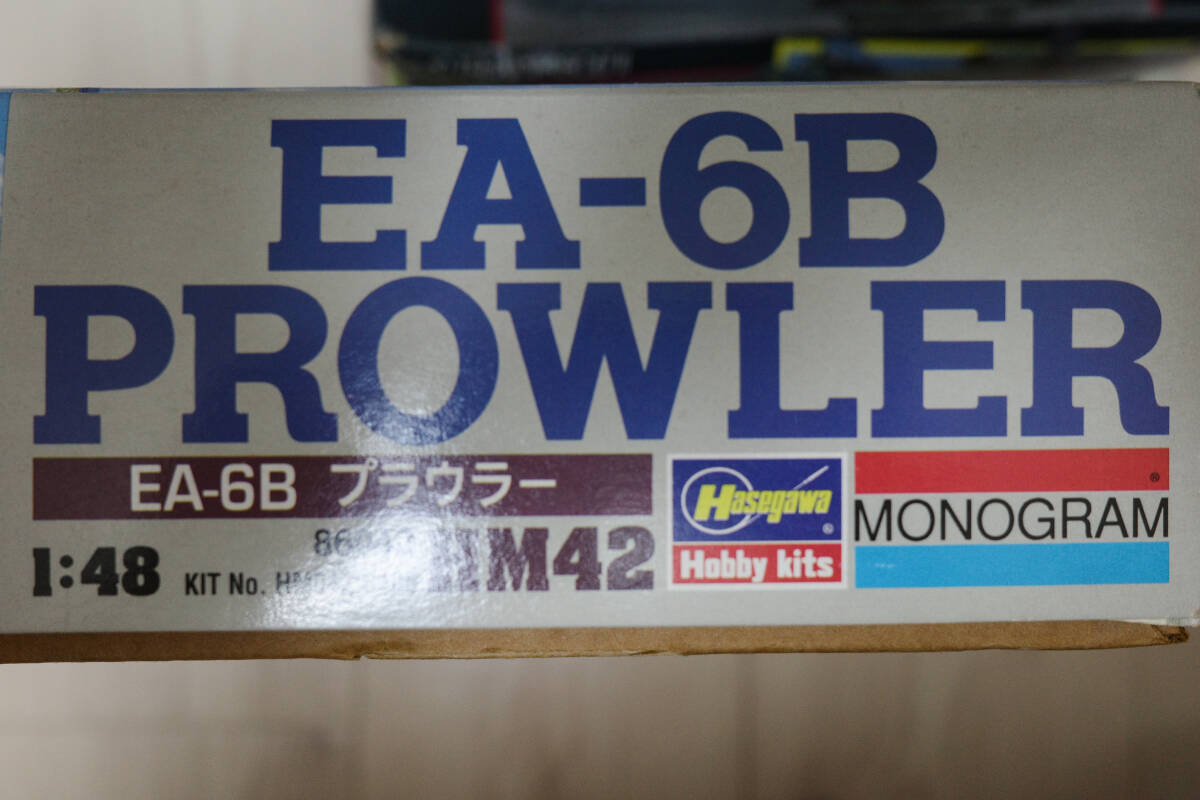 EA-6B
PROWLER
EA-6B プラウラー
1:48 KIT No.
M42
Hasegawa
Hobby kits
MONOGRAM